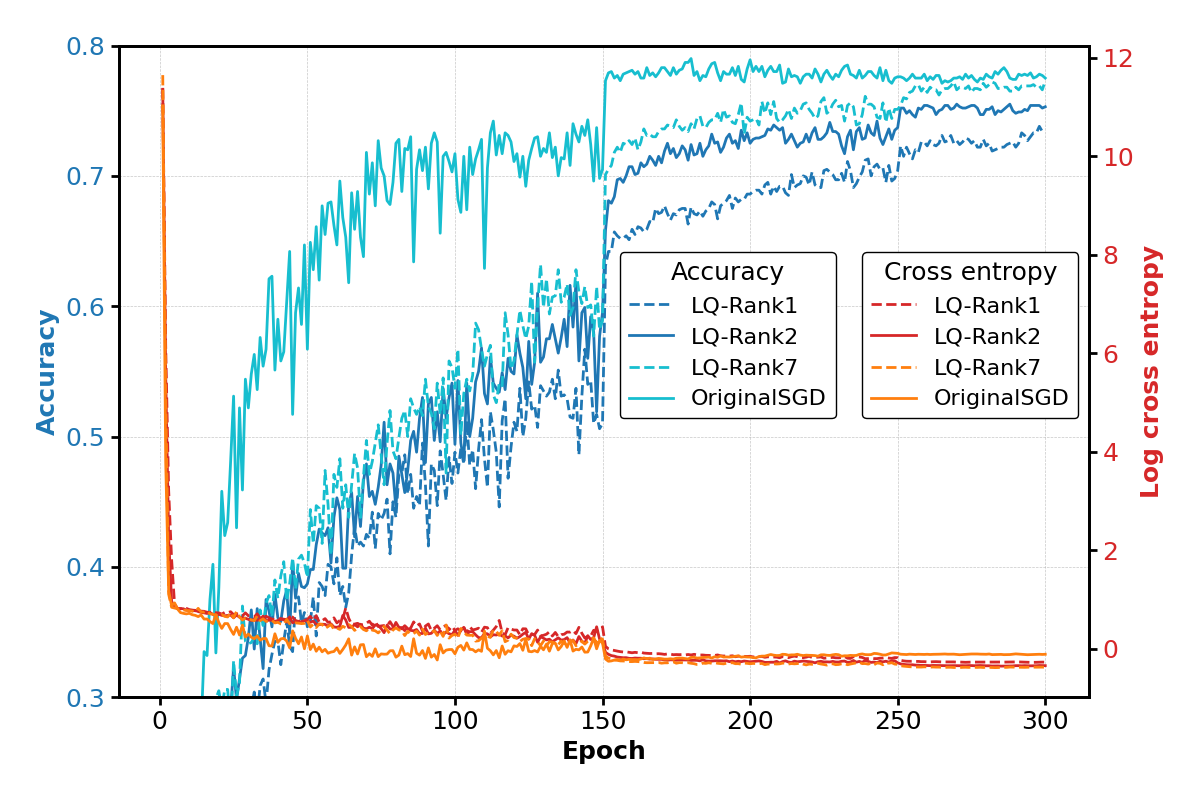 0.8
0.7
0.6
0.5
0.4
0.3
Accuracy
12
10
8
6
4
2
0
Log cross entropy
Accuracy
LQ-Rank1
LQ-Rank2
LQ-Rank7
OriginalSGD
Cross entropy
LQ-Rank1
LQ-Rank2
LQ-Rank7
OriginalSGD
0 50 100 150 200 250 300
Epoch